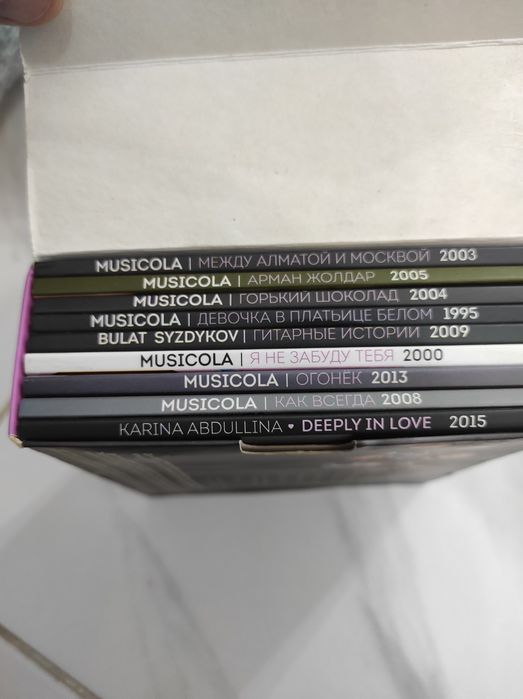 MUSICOLA | МЕЖДУ АЛМАТОЙ И МОСКВОЙ 2003
MUSICOLA | АРМАН ЖОЛДАР 2005
MUSICOLA | ГОРЬКИЙ ШОКОЛАД 2004
MUSICOLA | ДЕВОЧКА В ПЛАТЬИЦЕ БЕЛОМ 1995
BULAT SYZDYKOV | ГИТАРНЫЕ ИСТОРИИ 2009
MUSICOLA | Я НЕ ЗАБУДУ ТЕБЯ 2000
MUSICOLA | ОГОНЁК 2013
MUSICOLA | КАК ВСЕГДА 2008
KARINA ABDULLINA ♥ DEEPLY IN LOVE 2015